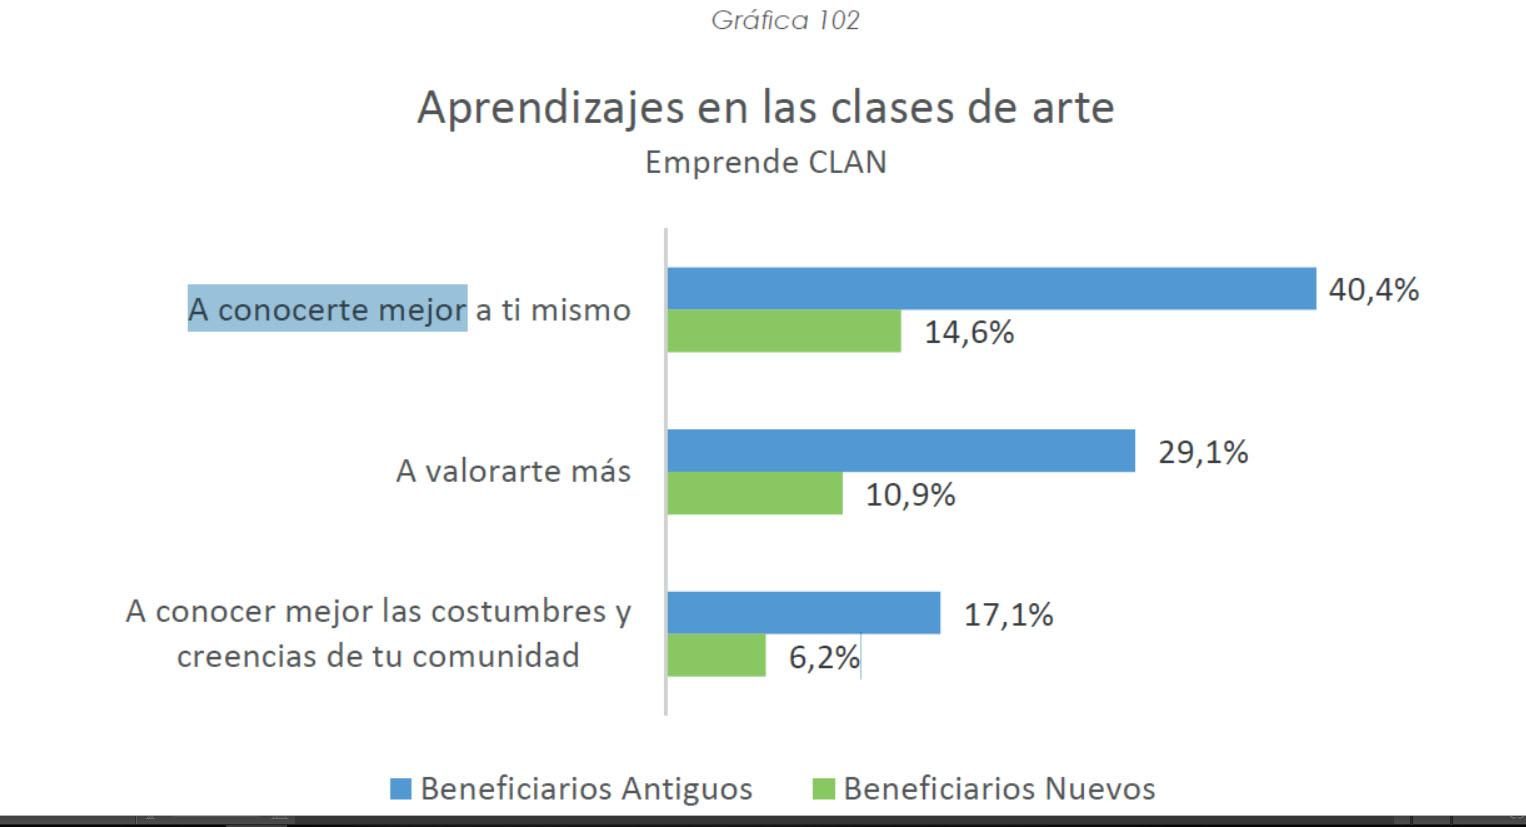 Gráfica 102
Aprendizajes en las clases de arte
Emprende CLAN
A conocerte mejor a ti mismo
40,4%
14,6%
A valorarte más
29,1%
10,9%
A conocer mejor las costumbres y
creencias de tu comunidad
17,1%
6,2%
Beneficiarios Antiguos
Beneficiarios Nuevos